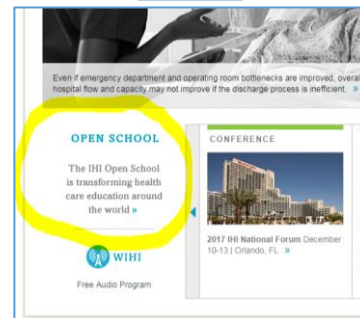 Even if emergency department and operating room bottlenecks are improved, overal
hospital flow and capacity may not improve if the discharge process is inefficient. »
OPEN SCHOOL
The IHI Open School
is transforming health
care education around
the world »
WIHI
Free Audio Program
CONFERENCE
2017 IHI National Forum December
10-13 | Orlando, FL »